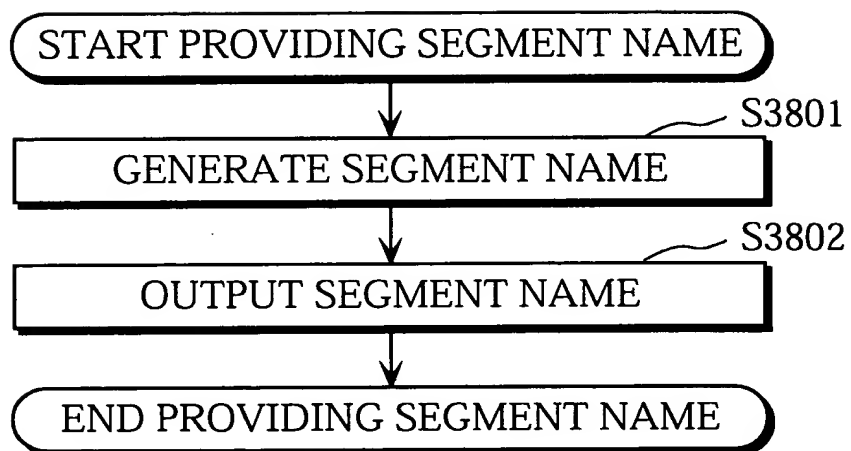 START PROVIDING SEGMENT NAME
S3801
GENERATE SEGMENT NAME
S3802
OUTPUT SEGMENT NAME
END PROVIDING SEGMENT NAME